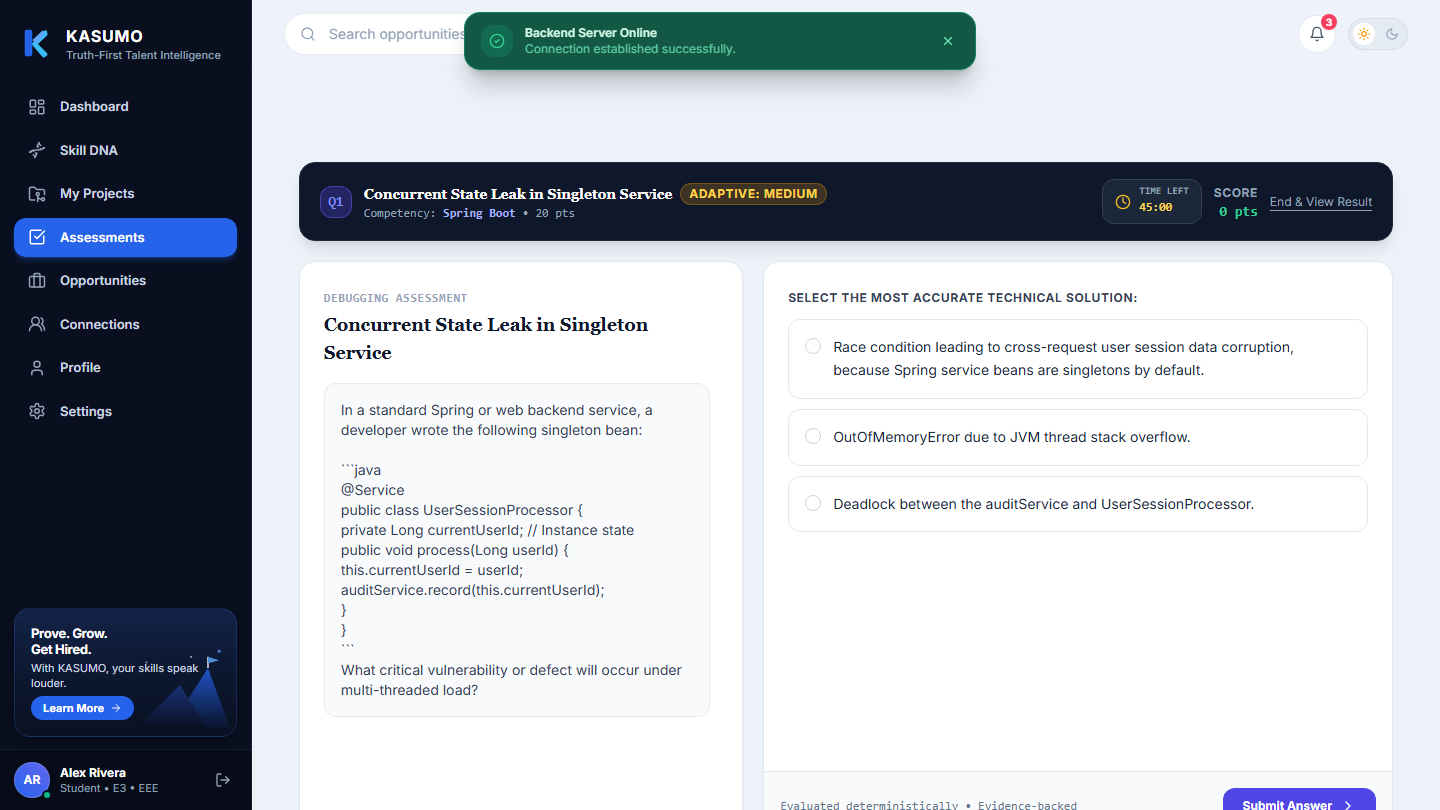 KASUMO
Truth-First Talent Intelligence
Dashboard
Skill DNA
My Projects
Assessments
Opportunities
Connections
Profile
Settings
Prove. Grow.
Get Hired.
With KASUMO, your skills speak
louder.
Learn More
AR
Alex Rivera
Student • E3 • EEE
Search opportunities
Backend Server Online
Connection established successfully.
3
Q1
Concurrent State Leak in Singleton Service
ADAPTIVE: MEDIUM
Competency: Spring Boot • 20 pts
TIME LEFT
45:00
SCORE
0 pts
End & View Result
DEBUGGING ASSESSMENT
Concurrent State Leak in Singleton
Service
In a standard Spring or web backend service, a
developer wrote the following singleton bean:
```java
@Service
public class UserSessionProcessor {
private Long currentUserId; // Instance state
public void process(Long userId) {
this.currentUserId = userId;
auditService.record(this.currentUserId);
}
}
```
What critical vulnerability or defect will occur under
multi-threaded load?
SELECT THE MOST ACCURATE TECHNICAL SOLUTION:
Race condition leading to cross-request user session data corruption,
because Spring service beans are singletons by default.
OutOfMemoryError due to JVM thread stack overflow.
Deadlock between the auditService and UserSessionProcessor.
Evaluated deterministically • Evidence-backed
Submit Answer